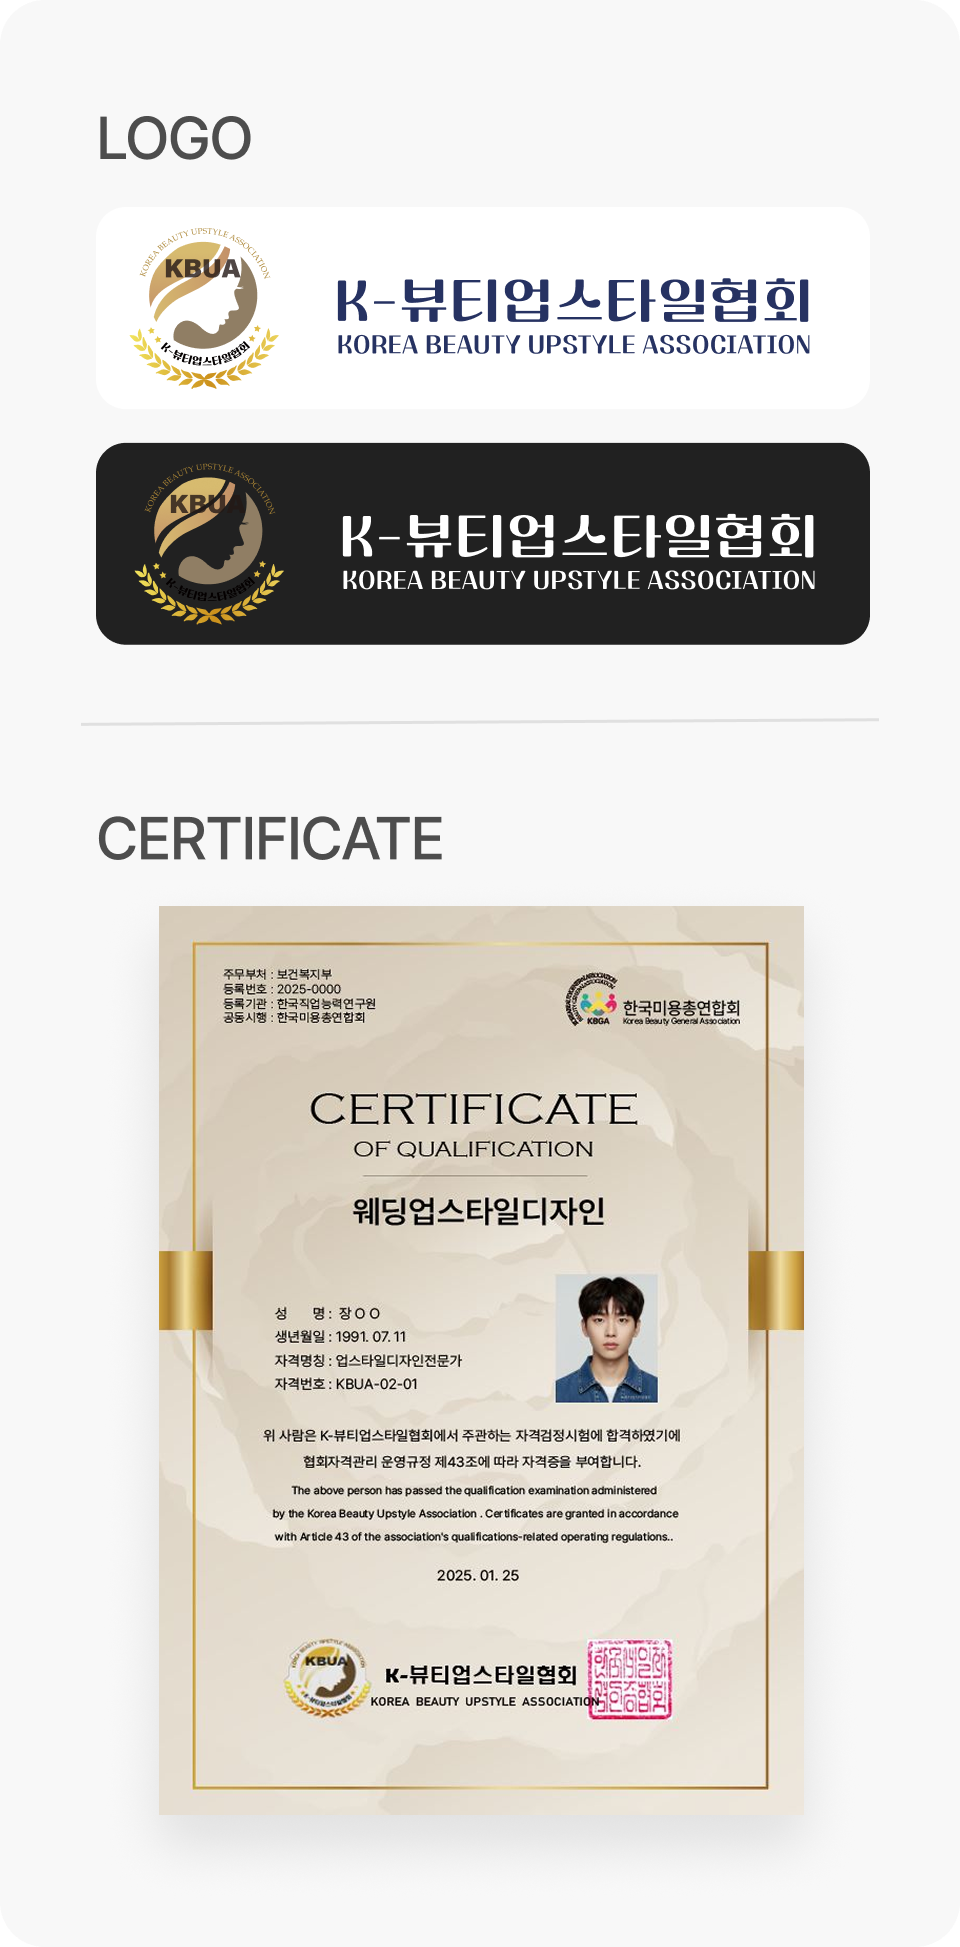 LOGO
KOREA BEAUTY UPSTYLE ASSOCIATION
KBUA
K-뷰티업스타일협회
K-뷰티업스타일협회
KOREA BEAUTY UPSTYLE ASSOCIATION
KOREA BEAUTY UPSTYLE ASSOCIATION
KBUA
K-뷰티업스타일협회
K-뷰티업스타일협회
KOREA BEAUTY UPSTYLE ASSOCIATION
CERTIFICATE
주무부처 : 보건복지부
등록번호 : 2025-0000
등록기관 : 한국직업능력연구원
공동시행 : 한국미용총연합회
KBGA
한국미용총연합회
Korea Beauty General Association
CERTIFICATE
OF QUALIFICATION
웨딩업스타일디자인
성 명 : 장 O O
생년월일 : 1991. 07. 11
자격명칭 : 업스타일디자인전문가
자격번호 : KBUA-02-01
위 사람은 K-뷰티업스타일협회에서 주관하는 자격검정시험에 합격하였기에
협회자격관리 운영규정 제43조에 따라 자격증을 부여합니다.
The above person has passed the qualification examination administered
by the Korea Beauty Upstyle Association . Certificates are granted in accordance
with Article 43 of the association's qualifications-related operating regulations..
2025. 01. 25
KOREA BEAUTY UPSTYLE ASSOCIATION
KBUA
K-뷰티업스타일협회
K-뷰티업스타일협회
KOREA BEAUTY UPSTYLE ASSOCIATION